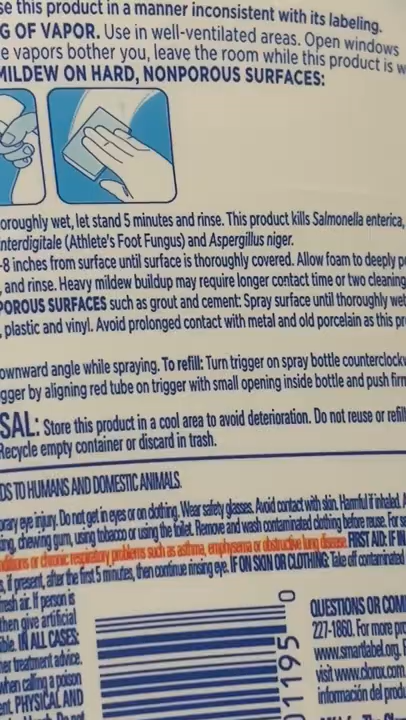 se this product in a manner inconsistent with its labeling.
G OF VAPOR. Use in well-ventilated areas. Open windows
e vapors bother you, leave the room while this product is w
MILDEW ON HARD, NONPOROUS SURFACES:
oroughly wet, let stand 5 minutes and rinse. This product kills Salmonella enterica,
nterdigitale (Athlete's Foot Fungus) and Aspergillus niger.
-8 inches from surface until surface is thoroughly covered. Allow foam to deeply pe
, and rinse. Heavy mildew buildup may require longer contact time or two cleaning
POROUS SURFACES such as grout and cement: Spray surface until thoroughly wet
, plastic and vinyl. Avoid prolonged contact with metal and old porcelain as this pr
ownward angle while spraying. To refill: Turn trigger on spray bottle counterclockw
gger by aligning red tube on trigger with small opening inside bottle and push firm
SAL: Store this product in a cool area to avoid deterioration. Do not reuse or refill
Recycle empty container or discard in trash.
DS TO HUMANS AND DOMESTIC ANIMALS.
orary eye injury. Do not get in eyes or on clothing. Wear safety glasses. Avoid contact with skin. Harmful if inhaled. A
ing, chewing gum, using tobacco or using the toilet. Remove and wash contaminated clothing before reuse. For se
nditions or chronic respiratory problems such as asthma, emphysema or obstructive lung disease. FIRST AID: IF IN
s, if present, after the first 5 minutes, then continue rinsing eye. IF ON SKIN OR CLOTHING: Take off contaminated
fresh air. If person is
then give artificial
ble. IN ALL CASES:
her treatment advice.
when calling a poison
ent. PHYSICAL AND
01195
QUESTIONS OR COM
227-1860. For more pro
www.smartlabel.org.
visit www.clorox.com
información del produ